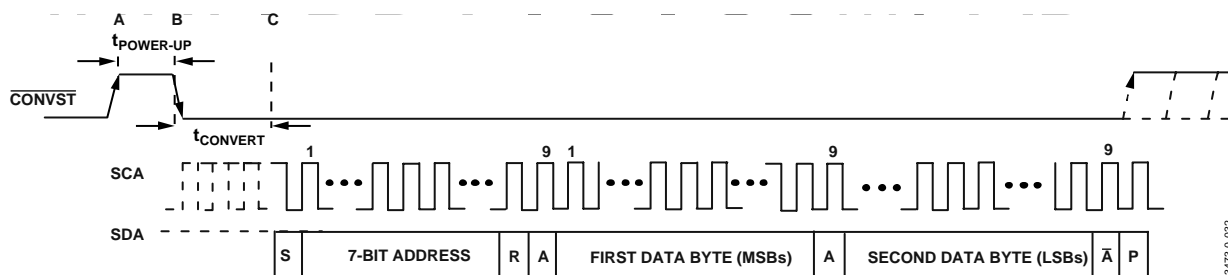 A B C
tPOWER-UP
CONVST
tCONVERT
1 9 1 9 9
SCA
SDA
S 7-BIT ADDRESS R A FIRST DATA BYTE (MSBs) A SECOND DATA BYTE (LSBs) A P